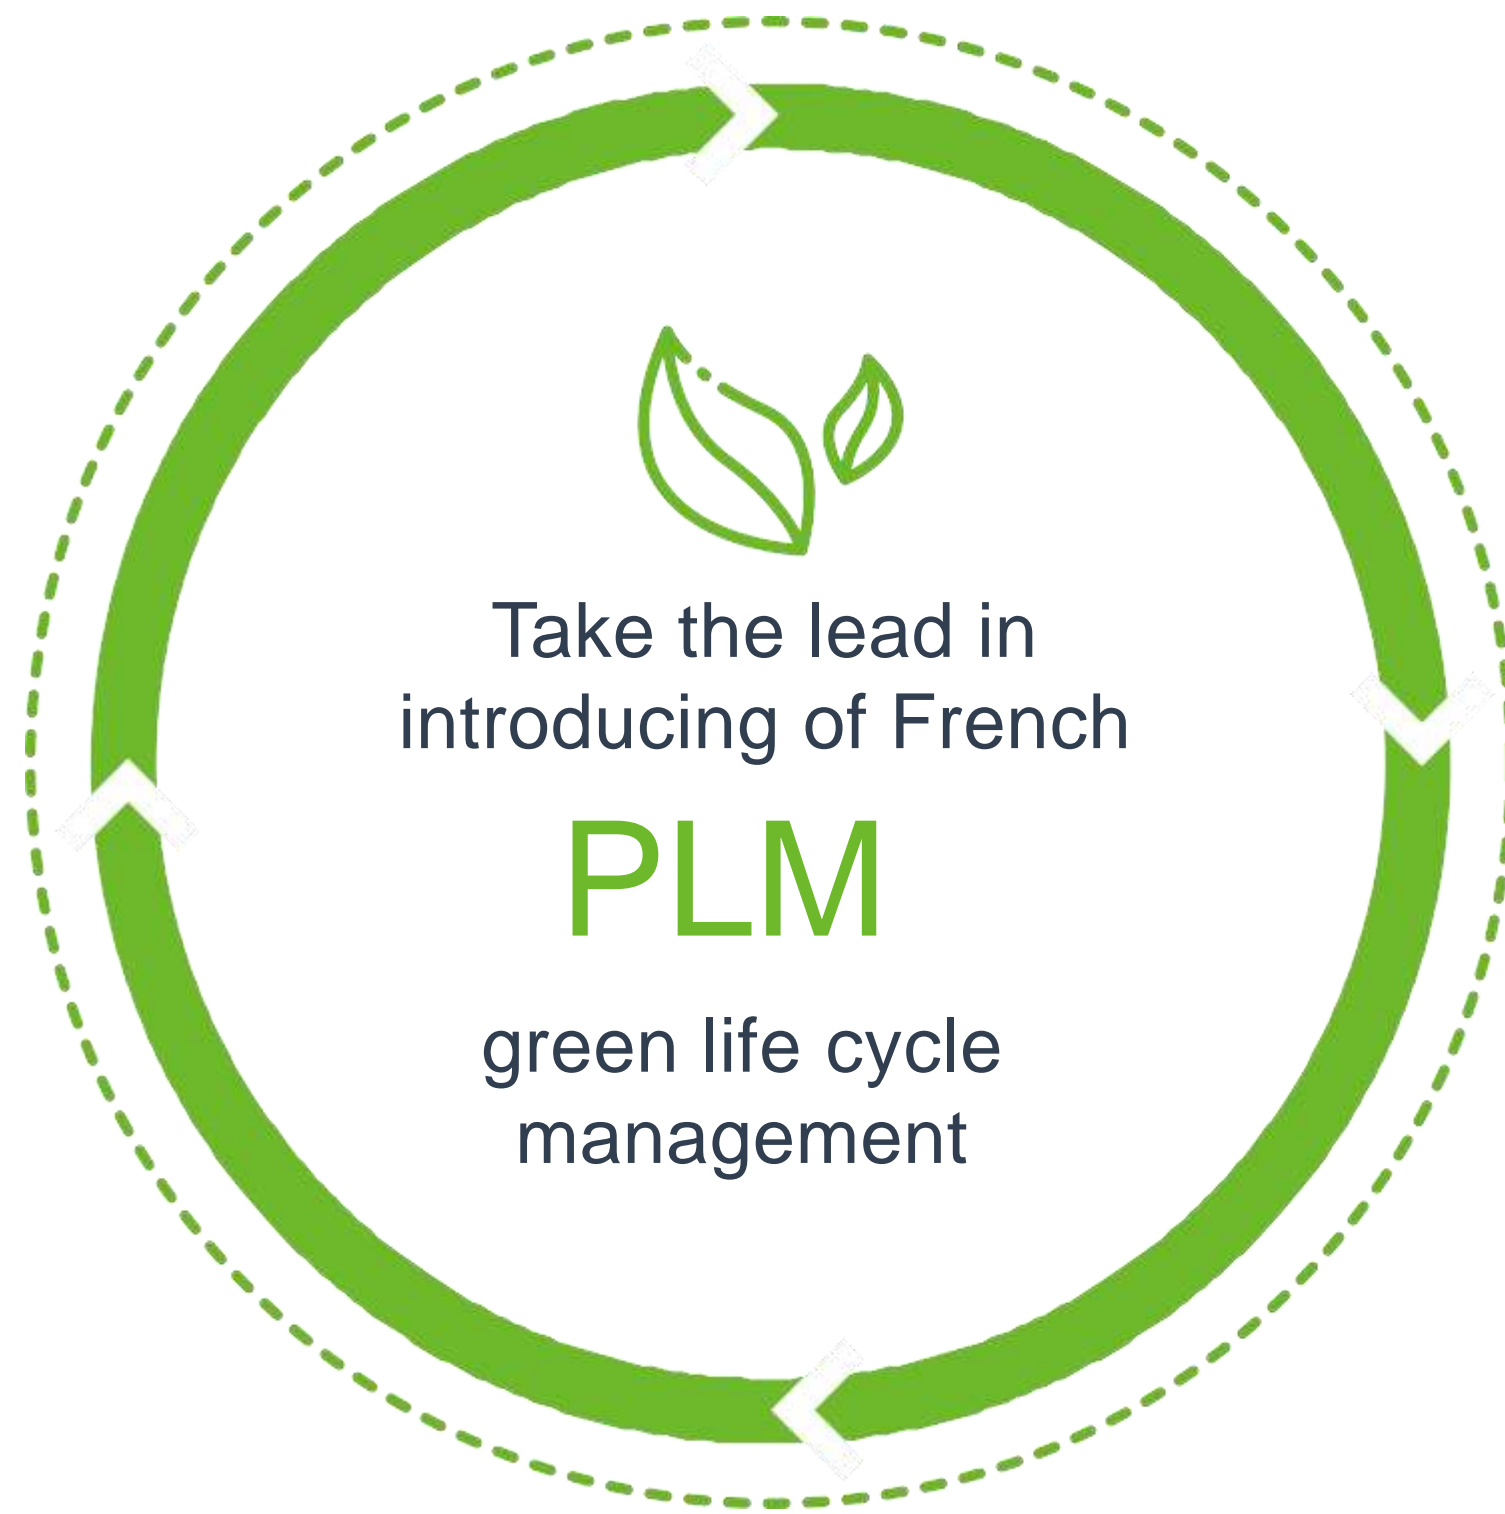 Take the lead in
introducing of French
PLM
green life cycle
management